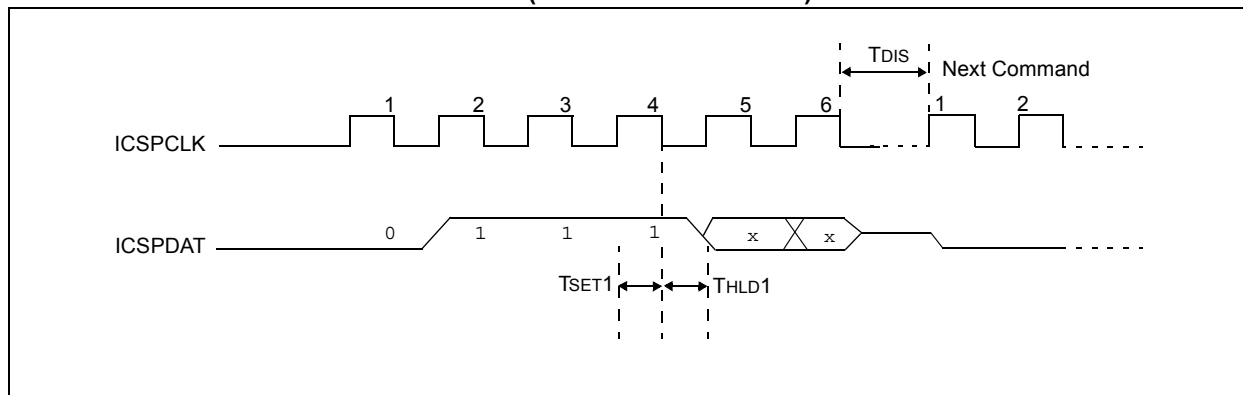 TDIS
Next Command
1 2 3 4 5 6 1 2
ICSPCLK
ICSPDAT
0 1 1 1 x x
TSET1 THLD1